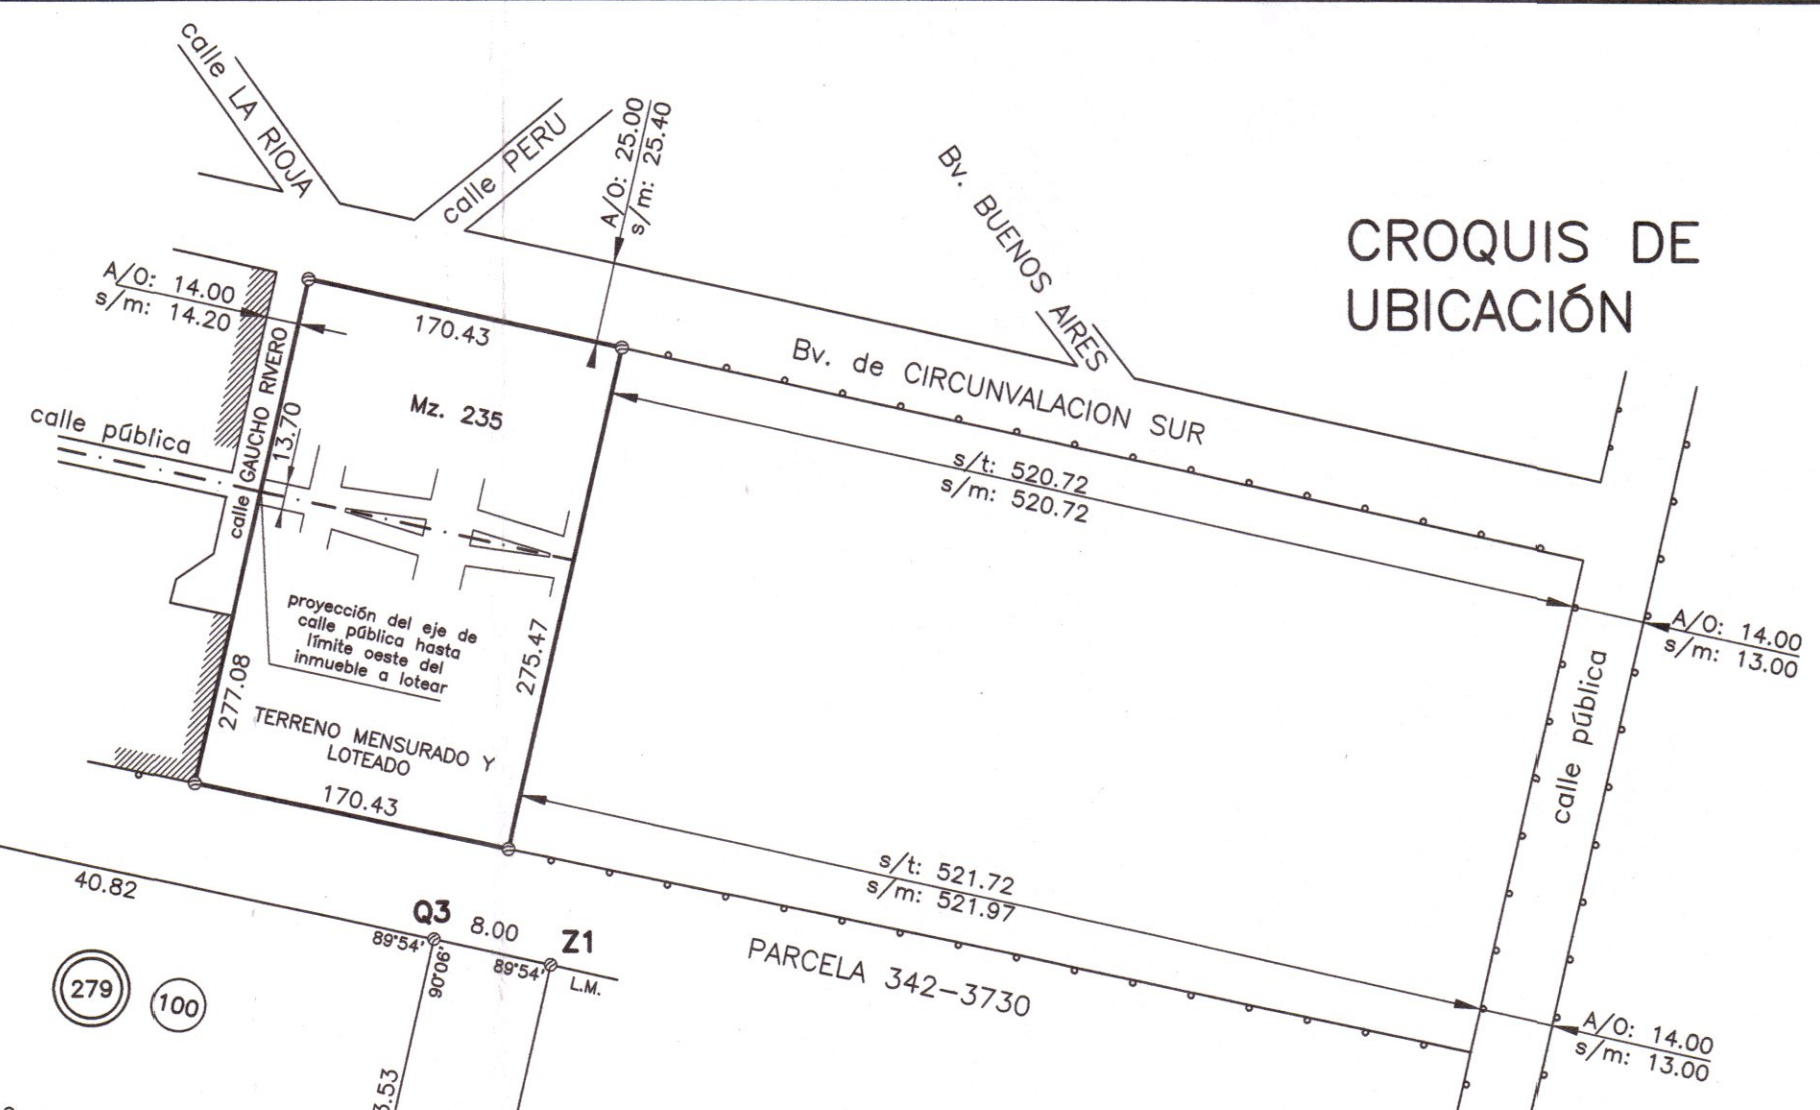 calle LA RIOJA
calle PERU
A/O: 25.00
s/m: 25.40
Bv. BUENOS AIRES
CROQUIS DE
UBICACIÓN
A/O: 14.00
s/m: 14.20
170.43
Bv. de CIRCUNVALACION SUR
calle GAUCHO RIVERO
13.70
Mz. 235
calle pública
s/t: 520.72
s/m: 520.72
proyección del eje de
calle pública hasta
límite oeste del
inmueble a lotear
275.47
277.08
A/O: 14.00
s/m: 13.00
calle pública
TERRENO MENSURADO Y
LOTEADO
170.43
s/t: 521.72
s/m: 521.97
40.82
Q3
8.00
Z1
89°54'
90°06'
89°54'
L.M.
PARCELA 342-3730
279
100
A/O: 14.00
s/m: 13.00